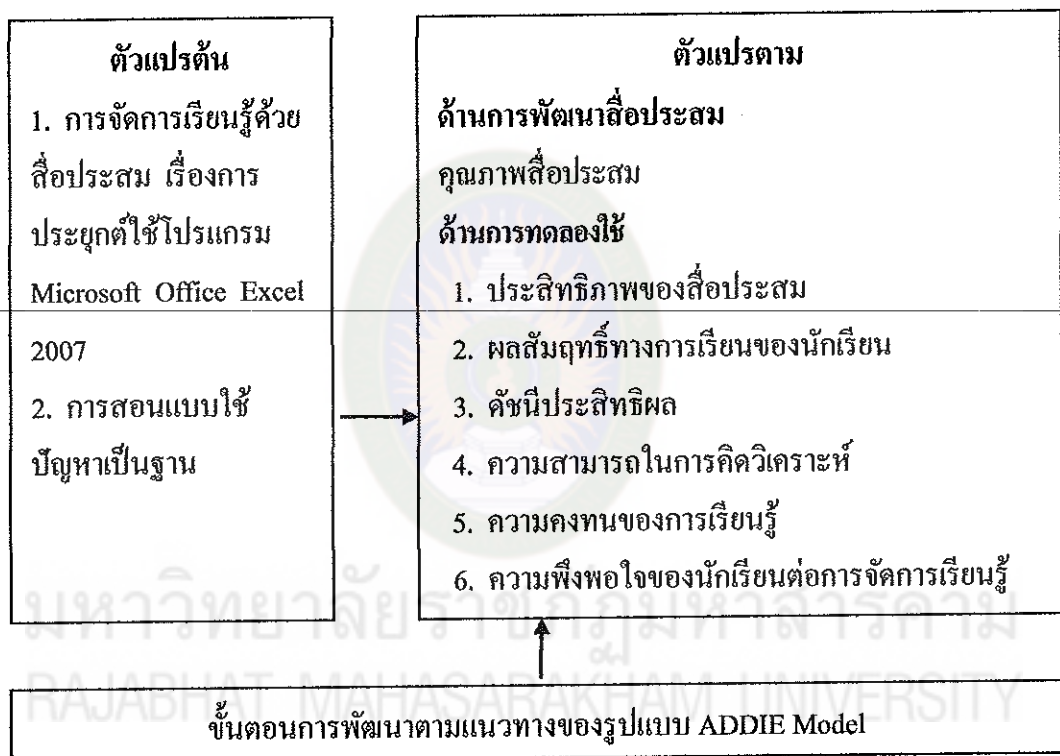 ตัวแปรต้น
1. การจัดการเรียนรู้ด้วย
สื่อประสม เรื่องการ
ประยุกต์ใช้โปรแกรม
Microsoft Office Excel
2007
2. การสอนแบบใช้
ปัญหาเป็นฐาน
ตัวแปรตาม
ด้านการพัฒนาสื่อประสม
คุณภาพสื่อประสม
ด้านการทดลองใช้
1. ประสิทธิภาพของสื่อประสม
2. ผลสัมฤทธิ์ทางการเรียนของนักเรียน
3. ดัชนีประสิทธิผล
4. ความสามารถในการคิดวิเคราะห์
5. ความคงทนของการเรียนรู้
6. ความพึงพอใจของนักเรียนต่อการจัดการเรียนรู้
มหาวิทยาลัยราชภัฏมหาสารคาม
RAJABHAT MAHASARAKHAM UNIVERSITY
ขั้นตอนการพัฒนาตามแนวทางของรูปแบบ ADDIE Model